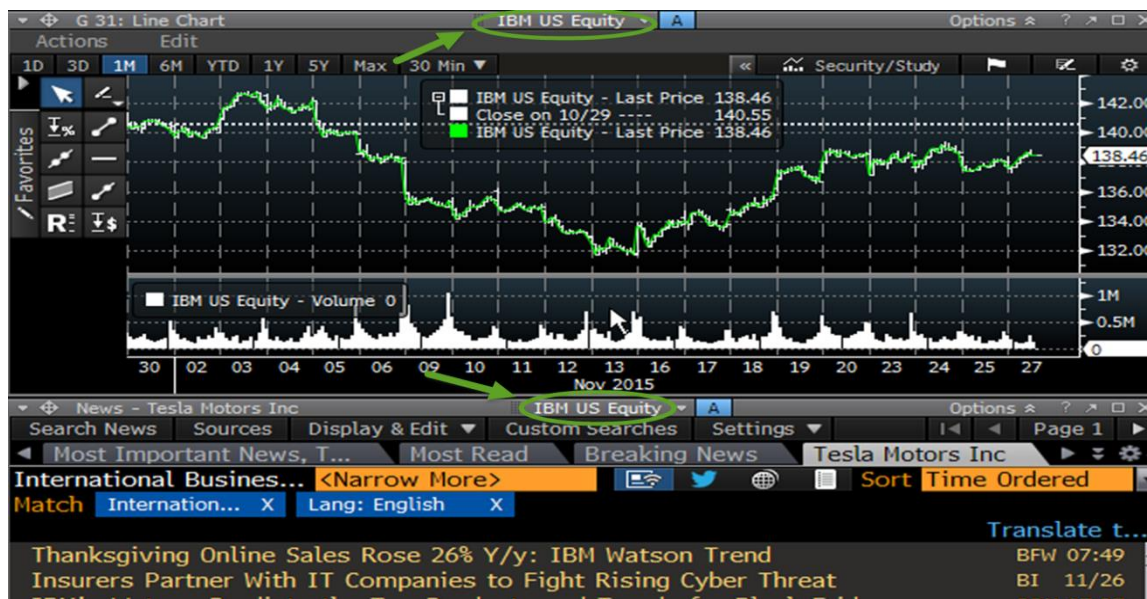 G 31: Line Chart IBM US Equity A Options ?
Actions Edit
1D 3D 1M 6M YTD 1Y 5Y Max 30 Min « Security/Study
IBM US Equity - Last Price 138.46
Close on 10/29 ---- 140.55
IBM US Equity - Last Price 138.46
Favorites
%
R $
142.0
140.0
138.46
136.0
134.0
132.0
IBM US Equity - Volume 0
1M
0.5M
0
30 02 03 04 05 06 09 10 11 12 13 16 17 18 19 20 23 24 25 27
Nov 2015
News - Tesla Motors Inc IBM US Equity A Options ?
Search News Sources Display & Edit Custom Searches Settings Page 1
Most Important News, T... Most Read Breaking News Tesla Motors Inc
International Busines... <Narrow More> Sort Time Ordered
Match Internation... X Lang: English X
Translate t...
Thanksgiving Online Sales Rose 26% Y/y: IBM Watson Trend BFW 07:49
Insurers Partner With IT Companies to Fight Rising Cyber Threat BI 11/26